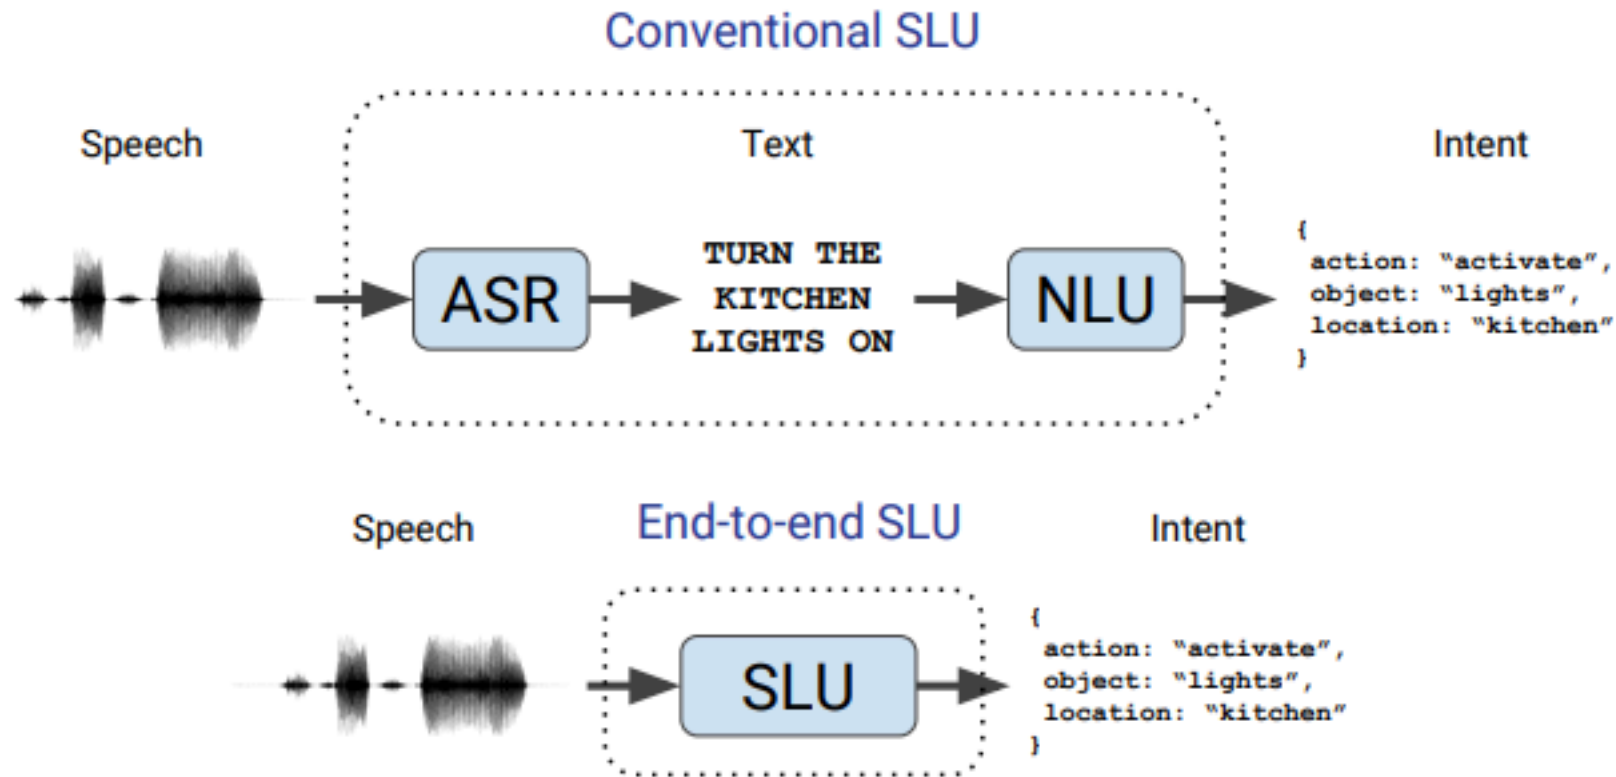 Conventional SLU
Speech
Text
Intent
ASR
TURN THE
KITCHEN
LIGHTS ON
NLU
{
action: “activate”,
object: “lights”,
location: “kitchen”
}
Speech
End-to-end SLU
Intent
SLU
{
action: “activate”,
object: “lights”,
location: “kitchen”
}